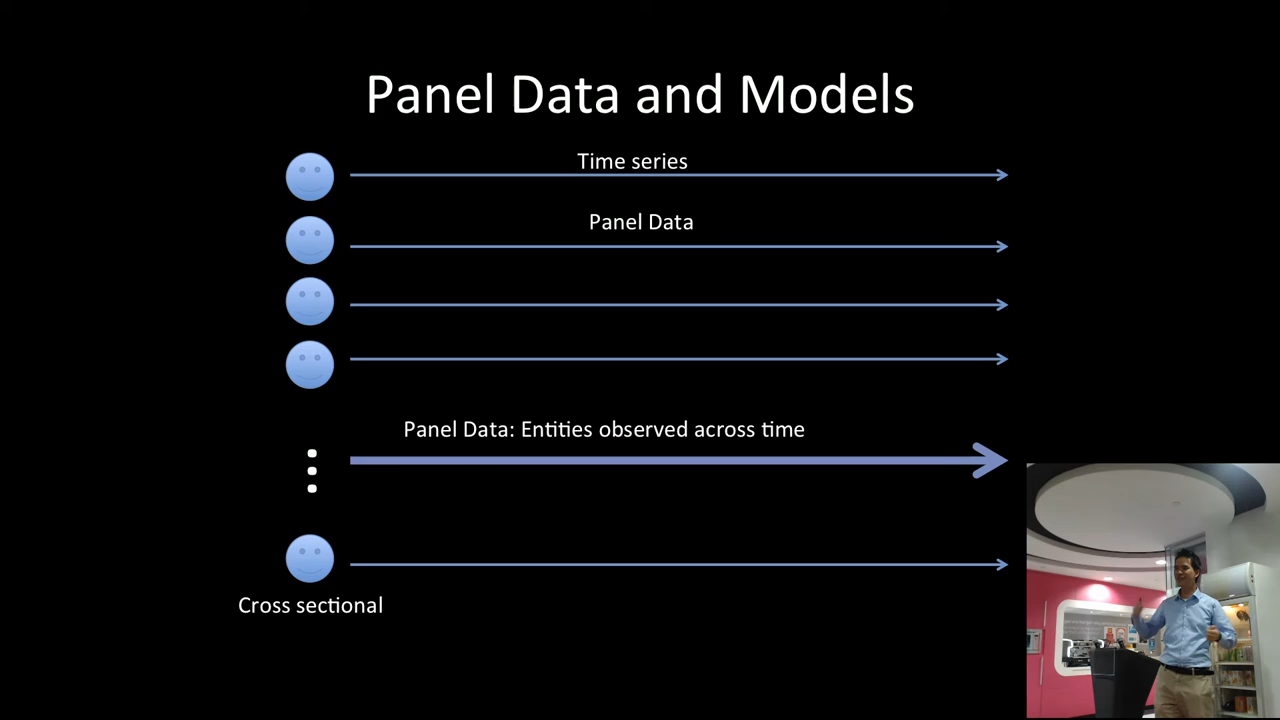 Panel Data and Models
Time series
Panel Data
Panel Data: Entities observed across time
Cross sectional